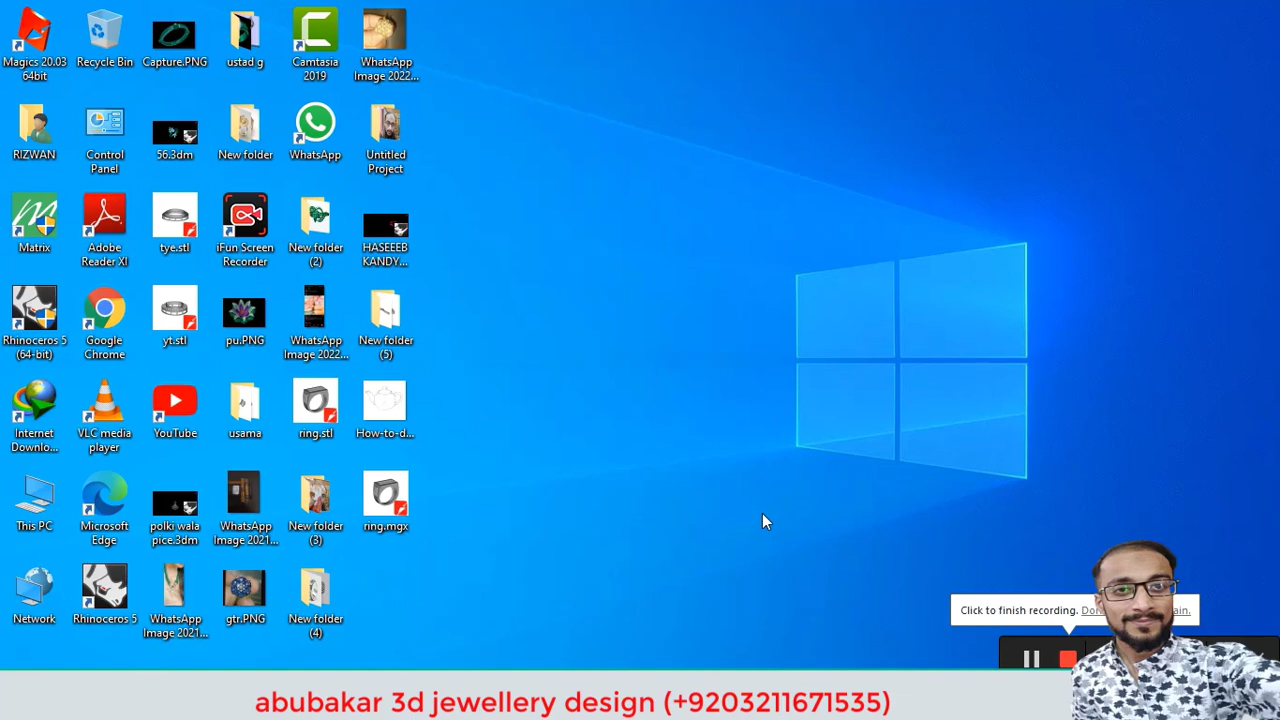 Magics 20.03
64bit
Recycle Bin
Capture.PNG
ustad g
Camtasia
2019
WhatsApp
Image 2022...
RIZWAN
Control
Panel
56.3dm
New folder
WhatsApp
Untitled
Project
Matrix
Adobe
Reader XI
tye.stl
iFun Screen
Recorder
New folder
(2)
HASEEEB
KANDY...
Rhinoceros 5
(64-bit)
Google
Chrome
yt.stl
pu.PNG
WhatsApp
Image 2022...
New folder
(5)
Internet
Downlo...
VLC media
player
YouTube
usama
ring.stl
How-to-d...
This PC
Microsoft
Edge
polki wala
pice.3dm
WhatsApp
Image 2021...
New folder
(3)
ring.mgx
Network
Rhinoceros 5
WhatsApp
Image 2021...
gtr.PNG
New folder
(4)
Click to finish recording.
abubakar 3d jewellery design (+9203211671535)